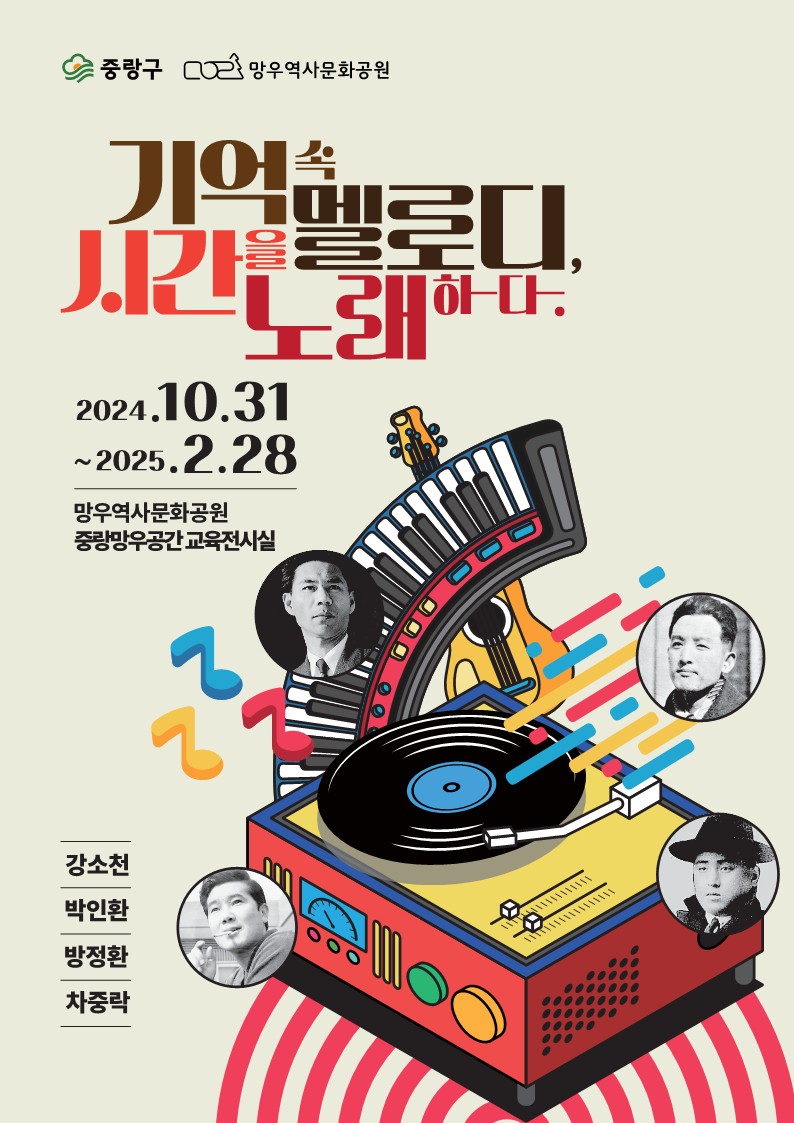 중랑구 망우역사문화공원
기억 속
멜로디,
시간을
노래하다.
2024.10.31
~2025.2.28
망우역사문화공원
중랑망우공간 교육전시실
강소천
박인환
방정환
차중락